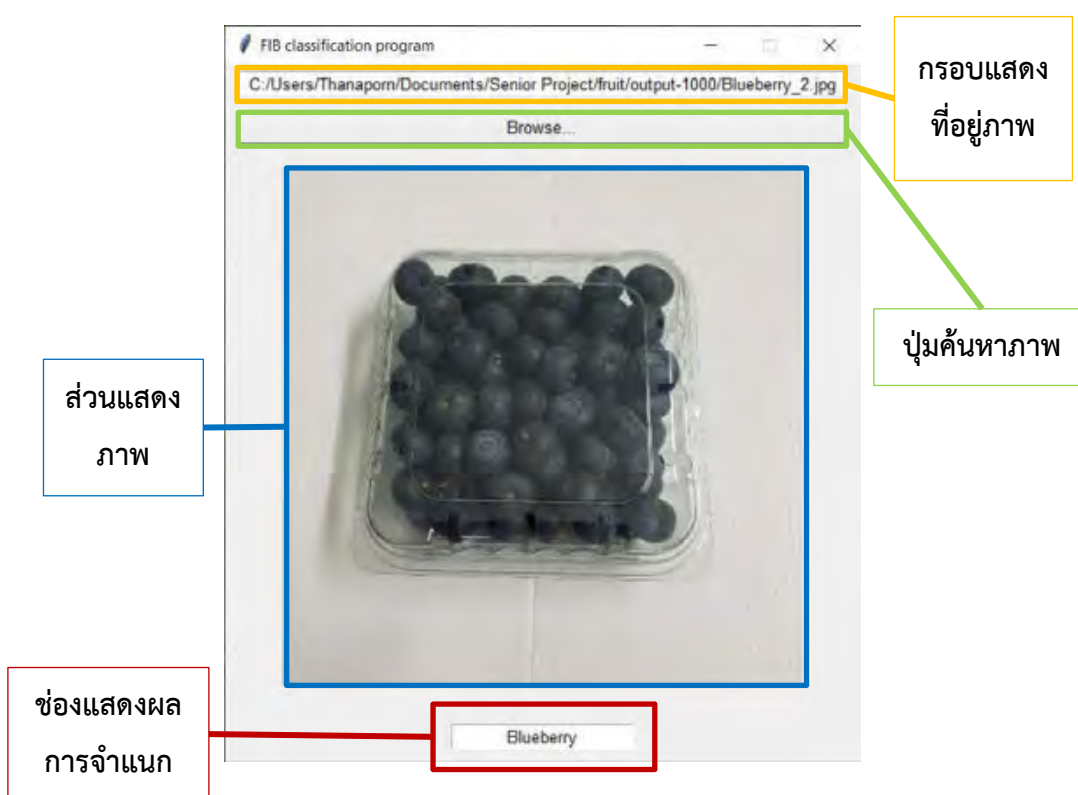 FIB classification program
C:/Users/Thanaporn/Documents/Senior Project/fruit/output-1000/Blueberry_2.jpg
กรอบแสดง
ที่อยู่ภาพ
Browse...
ปุ่มค้นหาภาพ
ส่วนแสดง
ภาพ
ช่องแสดงผล
การจำแนก
Blueberry